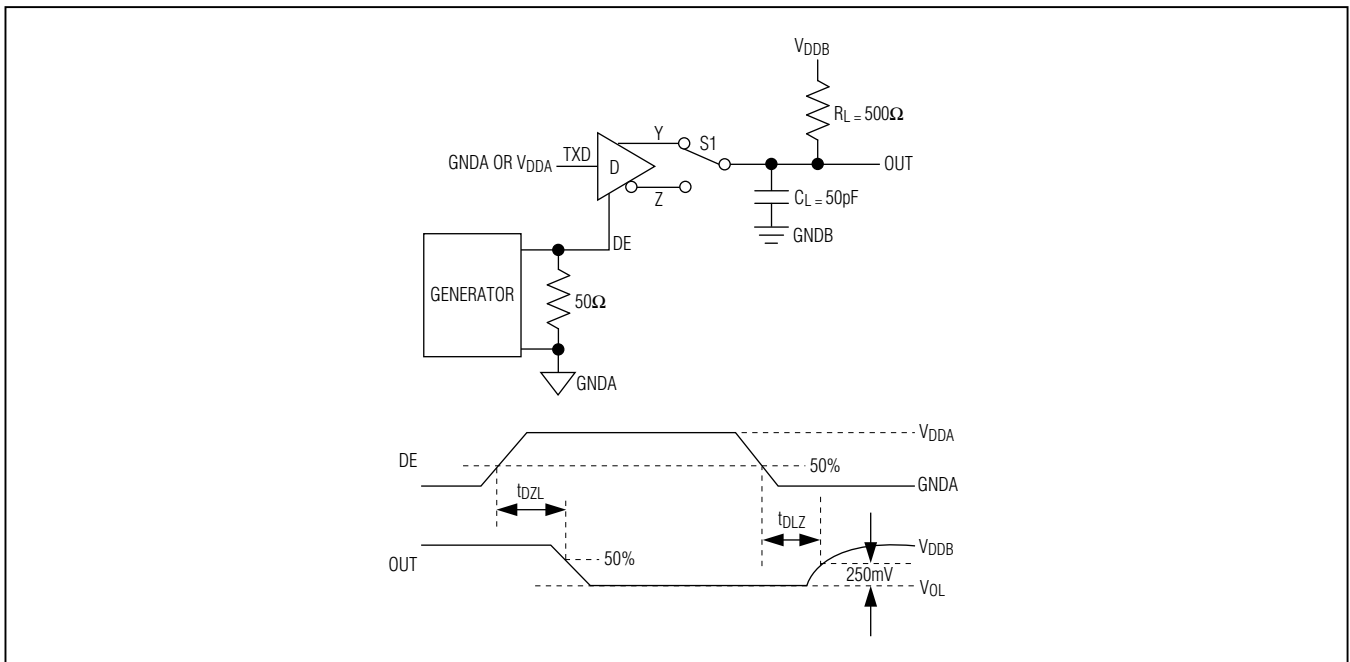 VDDB
RL = 500Ω
Y
S1
GNDA OR VDDA
TXD
D
OUT
Z
CL = 50pF
GNDB
DE
GENERATOR
50Ω
GNDA
VDDA
DE
50%
GNDA
tDZL
tDLZ
VDDB
OUT
50%
250mV
VOL